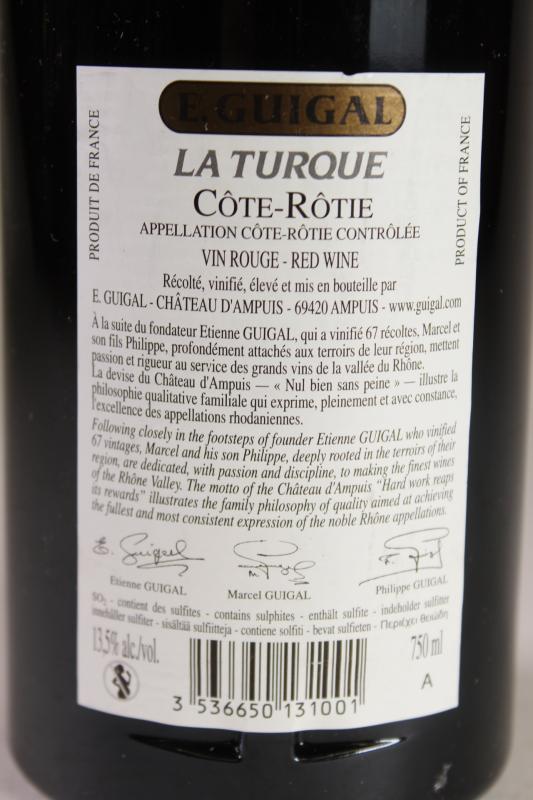 E. GUIGAL
LA TURQUE
CÔTE-RÔTIE
APPELLATION CÔTE-RÔTIE CONTRÔLÉE
VIN ROUGE - RED WINE
Récolté, vinifié, élevé et mis en bouteille par
E. GUIGAL - CHÂTEAU D'AMPUIS - 69420 AMPUIS - www.guigal.com
PRODUIT DE FRANCE
PRODUCT OF FRANCE
À la suite du fondateur Etienne GUIGAL, qui a vinifié 67 récoltes. Marcel et
son fils Philippe, profondément attachés aux terroirs de leur région, mettent
passion et rigueur au service des grands vins de la vallée du Rhône.
La devise du Château d'Ampuis — « Nul bien sans peine » — illustre la
philosophie qualitative familiale qui exprime, pleinement et avec constance,
l'excellence des appellations rhodaniennes.
Following closely in the footsteps of founder Etienne GUIGAL who vinified
67 vintages, Marcel and his son Philippe, deeply rooted in the terroirs of their
region, are dedicated, with passion and discipline, to making the finest wines
of the Rhône Valley. The motto of the Château d'Ampuis "Hard work reaps
its rewards" illustrates the family philosophy of quality aimed at achieving
the fullest and most consistent expression of the noble Rhône appellations.
E. Guigal
Etienne GUIGAL
Marcel GUIGAL
Philippe GUIGAL
SO2 - contient des sulfites - contains sulphites - enthält sulfite - indeholder sulfitter
innehåller sulfiter - sisältää sulfiitteja - contiene solfiti - bevat sulfieten - Περιέχει θειώδη
13,5% alc./vol.
750 ml
A
3 536650 131001